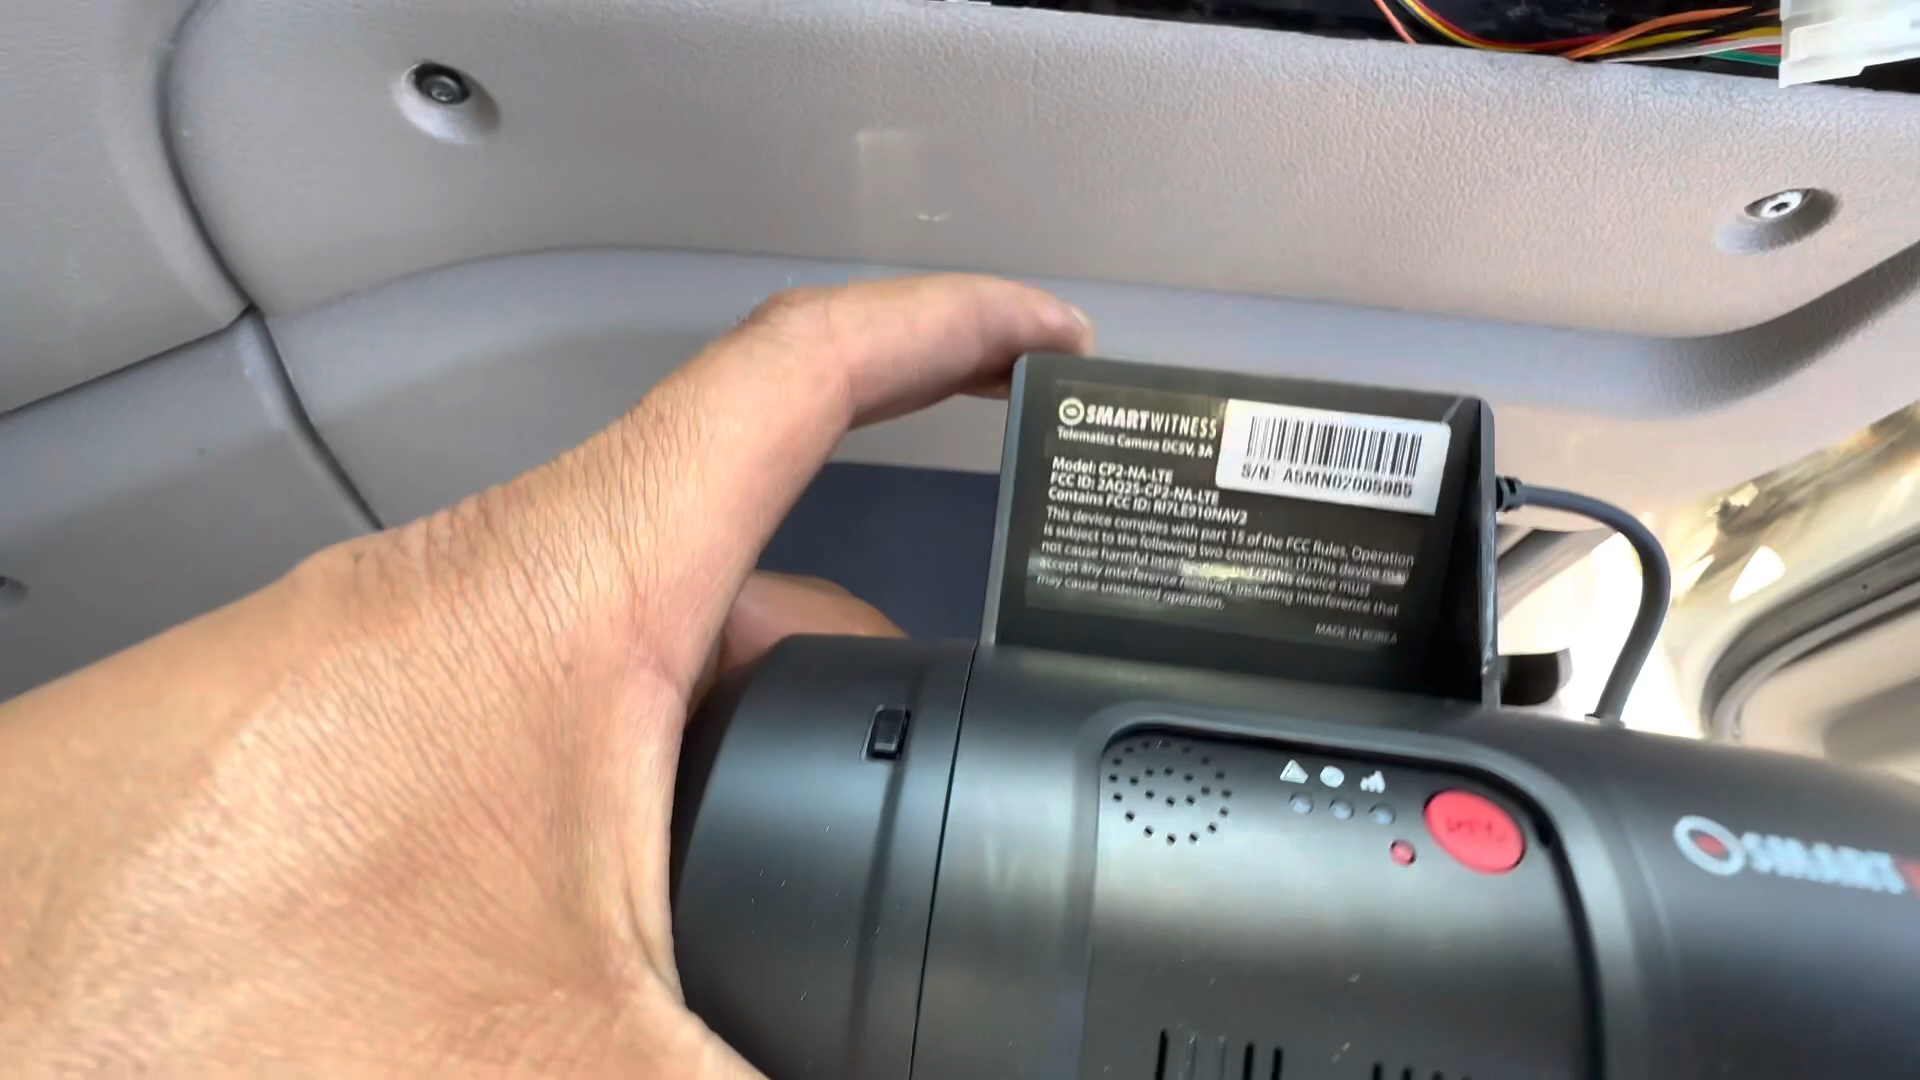 SMARTWITNESS
Telematics Camera DC5V, 3A
S/N: A5MN02005985
Model: CP2-NA-LTE
FCC ID: 2AQ25-CP2-NA-LTE
Contains FCC ID: RI7LE910NAV2
This device complies with part 15 of the FCC Rules. Operation
is subject to the following two conditions: (1)This device
not cause harmful device must
accept any interference received, including interference that
may cause undesired operation.
MADE IN KOREA
SMART